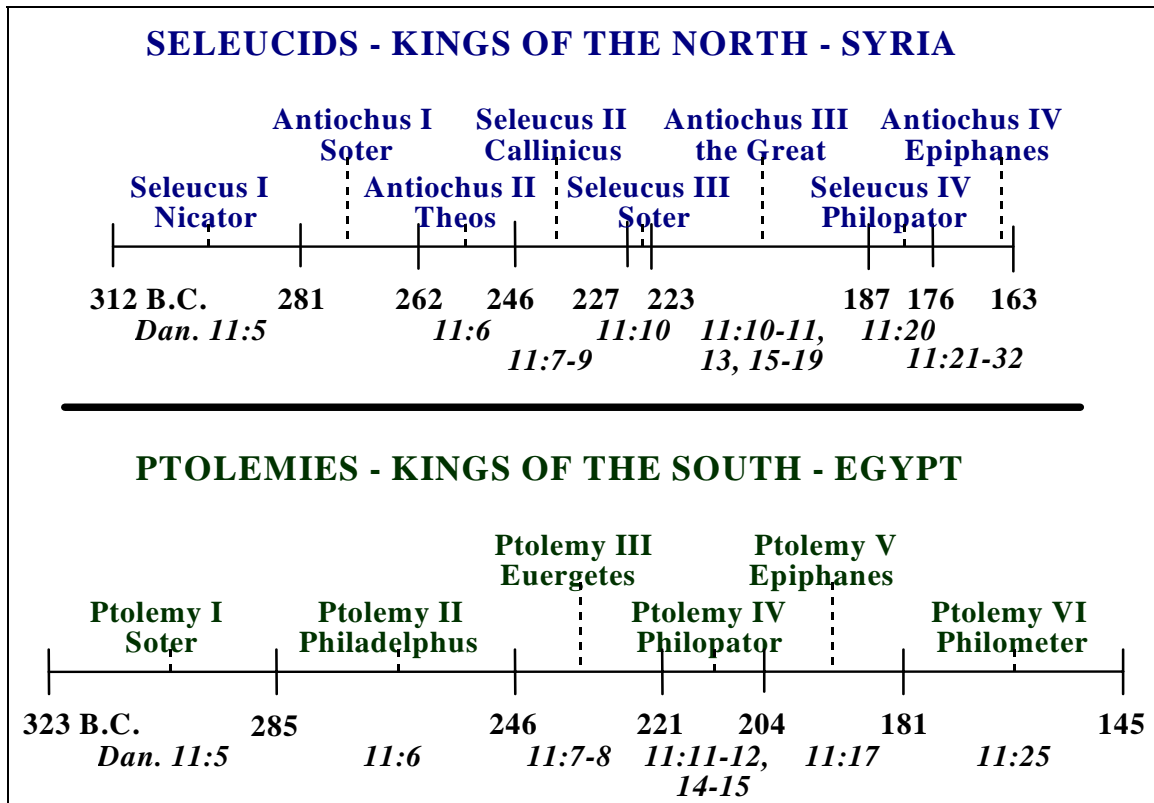 SELEUCIDS - KINGS OF THE NORTH - SYRIA
Antiochus I Seleucus II Antiochus III Antiochus IV
Soter Callinicus the Great Epiphanes
Seleucus I Antiochus II Seleucus III Seleucus IV
Nicator Theos Soter Philopator
312 B.C. 281 262 246 227 223 187 176 163
Dan. 11:5 11:6 11:10 11:10-11, 11:20
11:7-9 13, 15-19 11:21-32
PTOLEMIES - KINGS OF THE SOUTH - EGYPT
Ptolemy III Ptolemy V
Euergetes Epiphanes
Ptolemy I Ptolemy II Ptolemy IV Ptolemy VI
Soter Philadelphus Philopator Philometer
323 B.C. 285 246 221 204 181 145
Dan. 11:5 11:6 11:7-8 11:11-12, 11:17 11:25
14-15